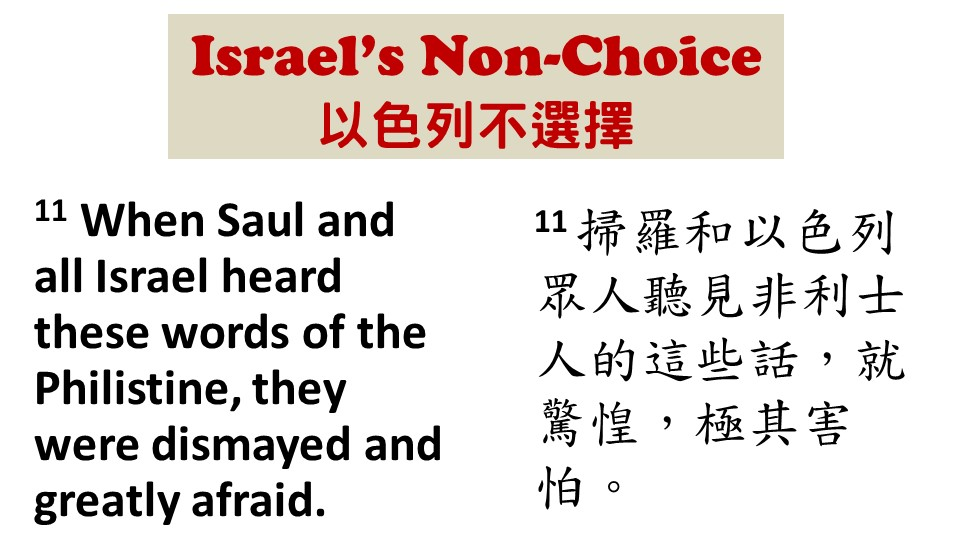 Israel’s Non-Choice
以色列不選擇
11 When Saul and
all Israel heard
these words of the
Philistine, they
were dismayed and
greatly afraid.
11 掃羅和以色列
眾人聽見非利士
人的這些話，就
驚惶，極其害
怕。